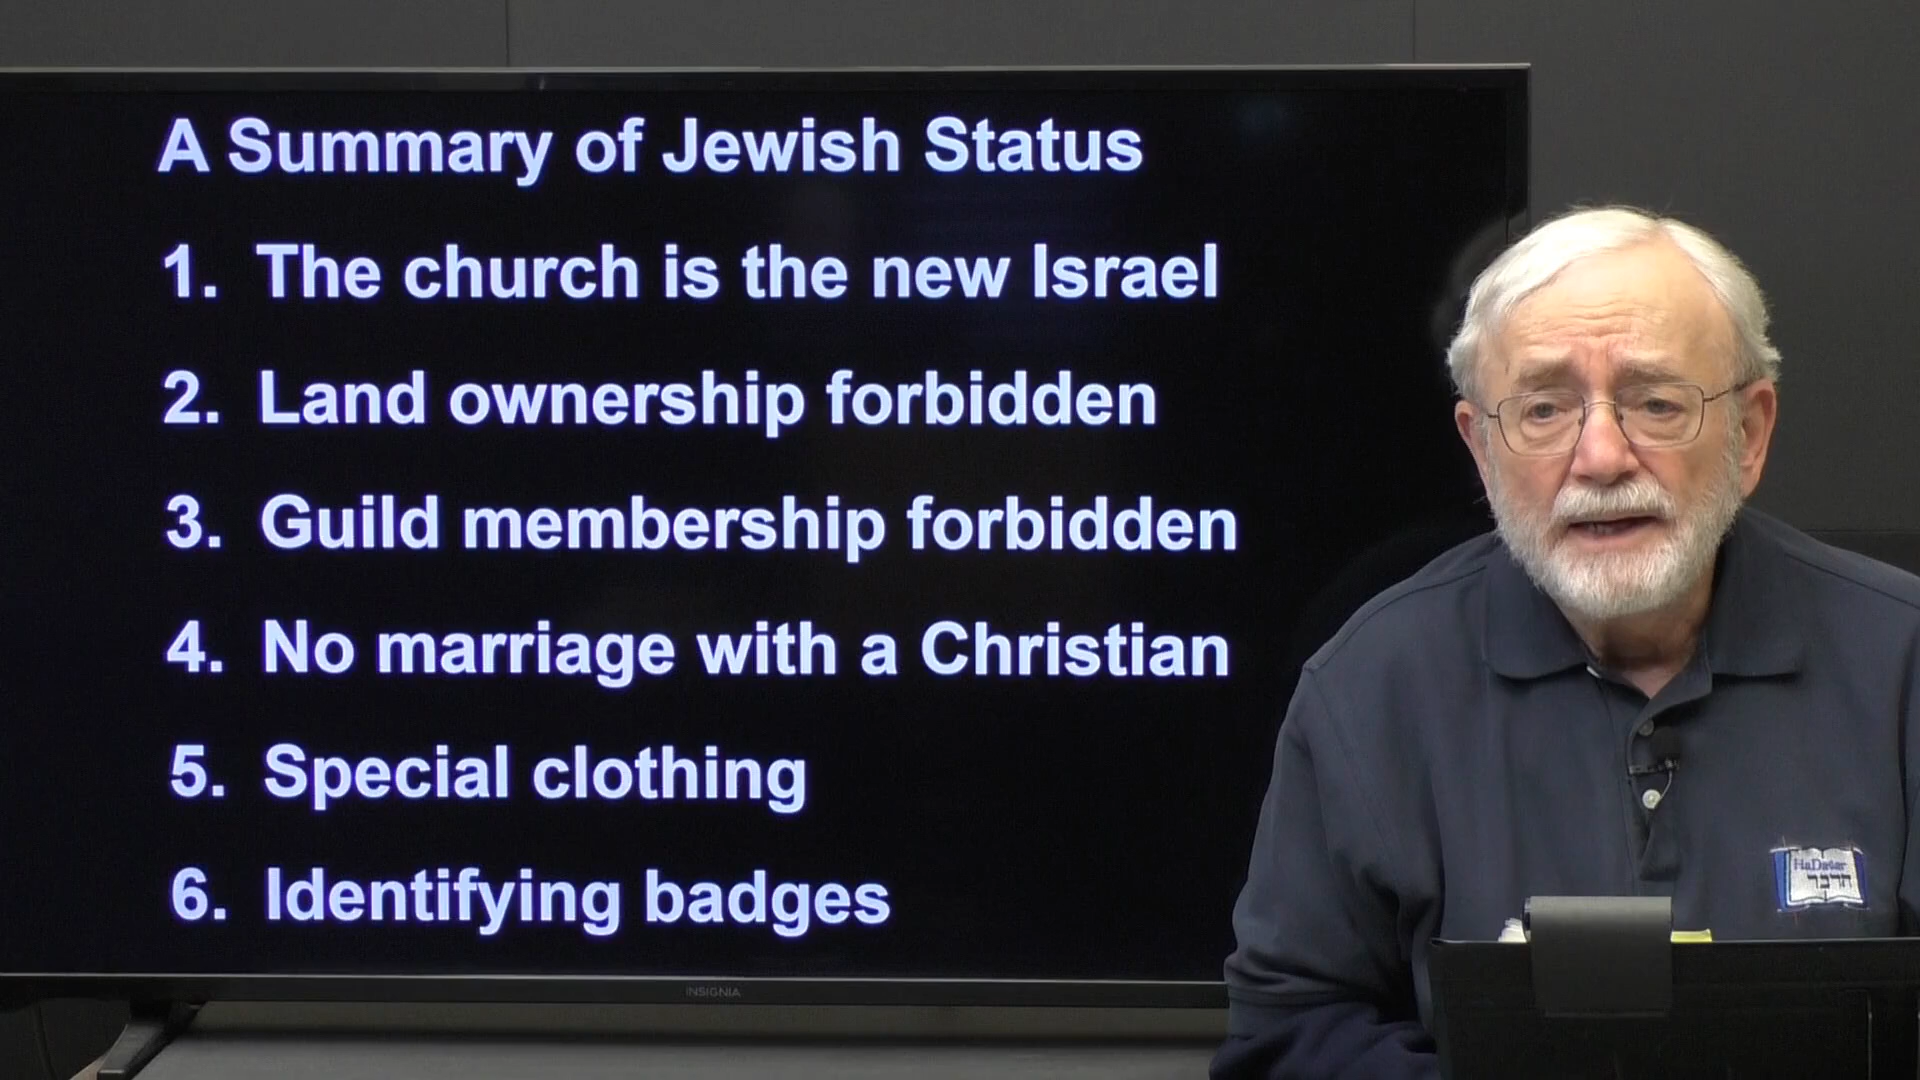 A Summary of Jewish Status
1. The church is the new Israel
2. Land ownership forbidden
3. Guild membership forbidden
4. No marriage with a Christian
5. Special clothing
6. Identifying badges
INSIGNIA
HaDavar
הדבר